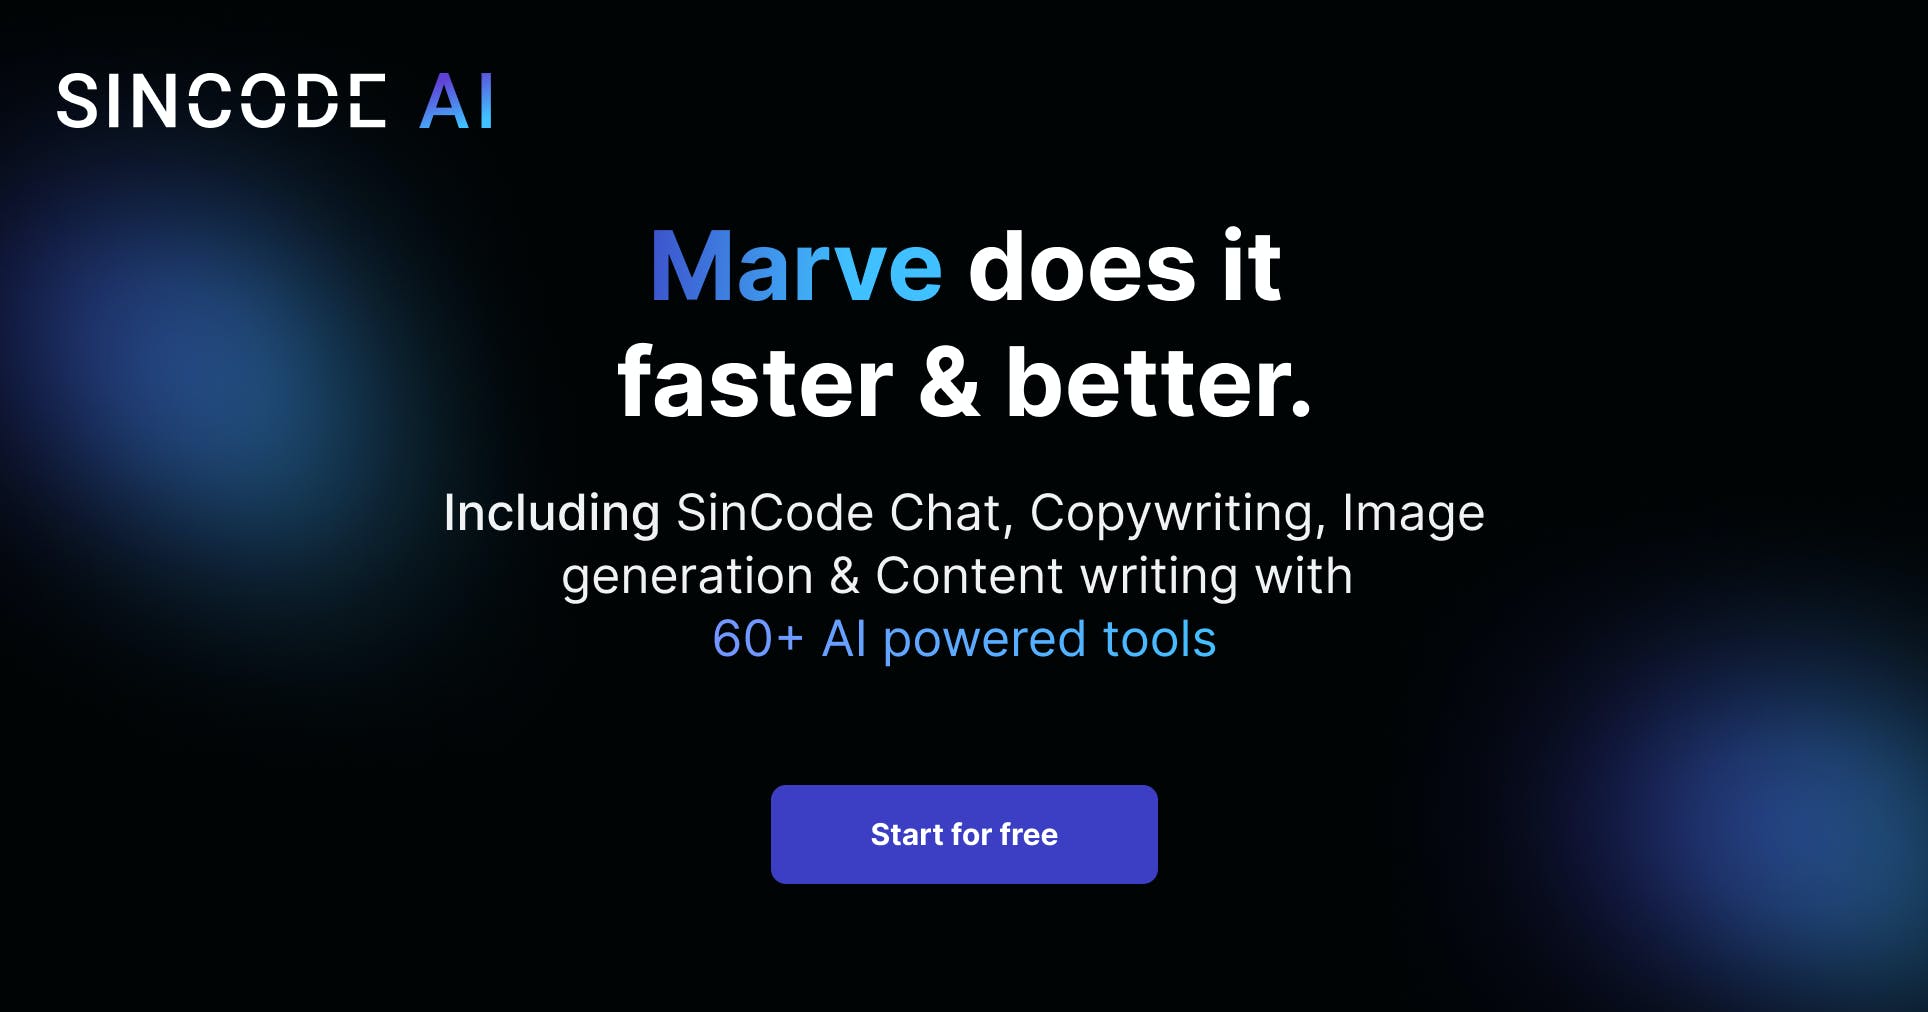 SINCODE AI
Marve does it
faster & better.
Including SinCode Chat, Copywriting, Image
generation & Content writing with
60+ AI powered tools
Start for free